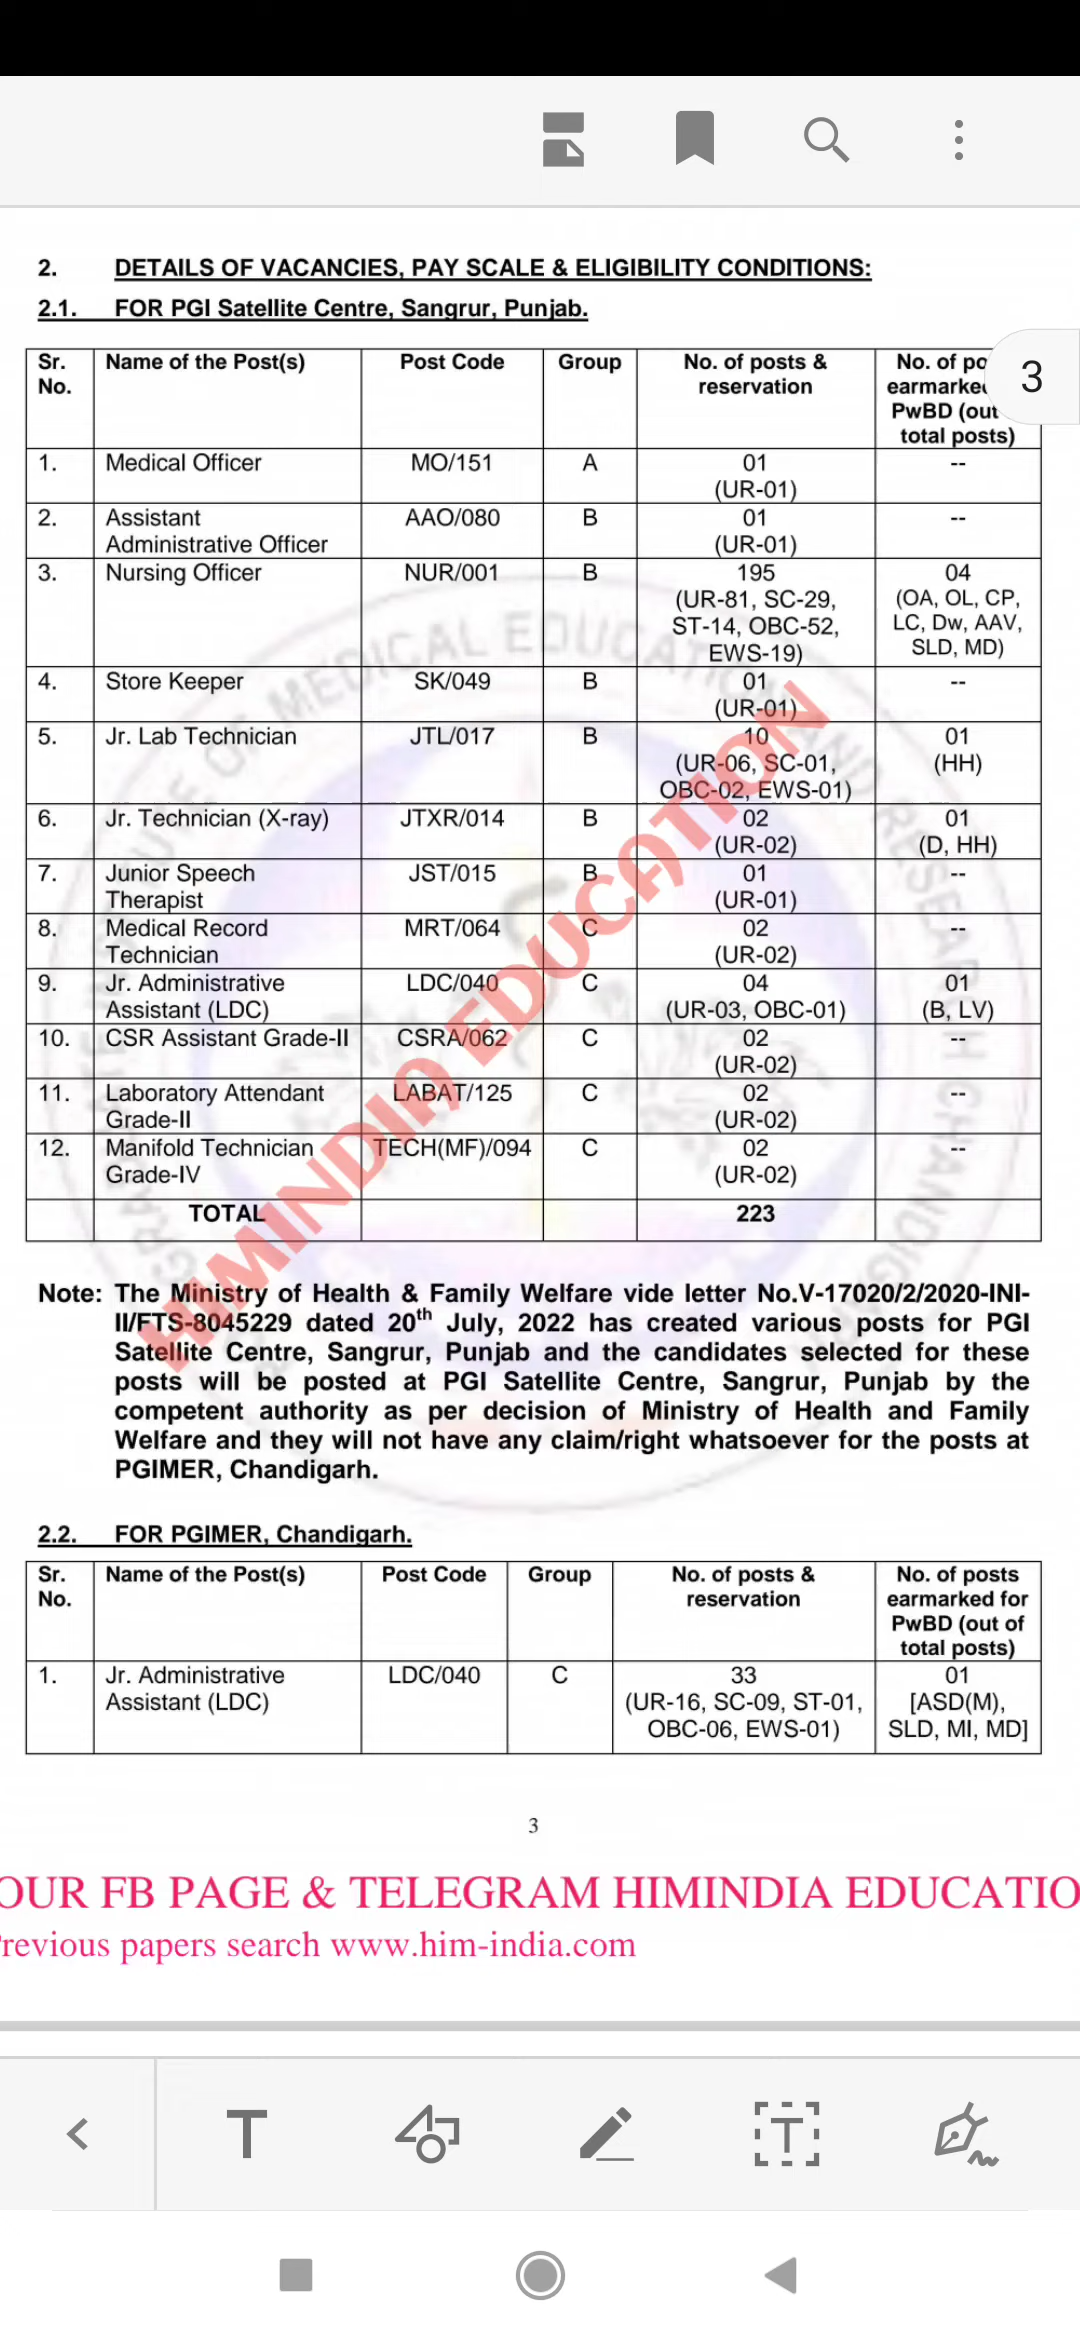 2. DETAILS OF VACANCIES, PAY SCALE & ELIGIBILITY CONDITIONS:
2.1. FOR PGI Satellite Centre, Sangrur, Punjab.
Sr. No. Name of the Post(s) Post Code Group No. of posts & reservation No. of po earmarke PwBD (out total posts)
3
1. Medical Officer MO/151 A 01 (UR-01) --
2. Assistant Administrative Officer AAO/080 B 01 (UR-01) --
3. Nursing Officer NUR/001 B 195 (UR-81, SC-29, ST-14, OBC-52, EWS-19) 04 (OA, OL, CP, LC, Dw, AAV, SLD, MD)
4. Store Keeper SK/049 B 01 (UR-01) --
5. Jr. Lab Technician JTL/017 B 10 (UR-06, SC-01, OBC-02, EWS-01) 01 (HH)
6. Jr. Technician (X-ray) JTXR/014 B 02 (UR-02) 01 (D, HH)
7. Junior Speech Therapist JST/015 B 01 (UR-01) --
8. Medical Record Technician MRT/064 C 02 (UR-02) --
9. Jr. Administrative Assistant (LDC) LDC/040 C 04 (UR-03, OBC-01) 01 (B, LV)
10. CSR Assistant Grade-II CSRA/062 C 02 (UR-02) --
11. Laboratory Attendant Grade-II LABAT/125 C 02 (UR-02) --
12. Manifold Technician Grade-IV TECH(MF)/094 C 02 (UR-02) --
TOTAL 223
HIMINDIA EDUCATION
Note: The Ministry of Health & Family Welfare vide letter No.V-17020/2/2020-INI-
II/FTS-8045229 dated 20th July, 2022 has created various posts for PGI
Satellite Centre, Sangrur, Punjab and the candidates selected for these
posts will be posted at PGI Satellite Centre, Sangrur, Punjab by the
competent authority as per decision of Ministry of Health and Family
Welfare and they will not have any claim/right whatsoever for the posts at
PGIMER, Chandigarh.
2.2. FOR PGIMER, Chandigarh.
Sr. No. Name of the Post(s) Post Code Group No. of posts & reservation No. of posts earmarked for PwBD (out of total posts)
1. Jr. Administrative Assistant (LDC) LDC/040 C 33 (UR-16, SC-09, ST-01, OBC-06, EWS-01) 01 [ASD(M), SLD, MI, MD]
3
OUR FB PAGE & TELEGRAM HIMINDIA EDUCATIO
revious papers search www.him-india.com